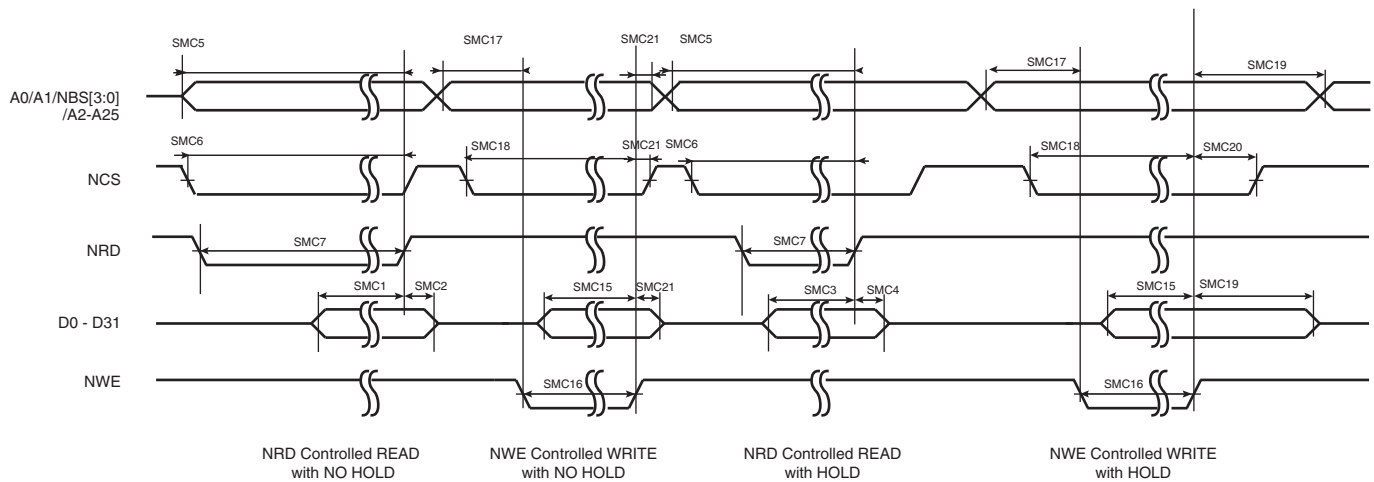 SMC5
SMC17
SMC21
SMC5
SMC17
SMC19
A0/A1/NBS[3:0]
/A2-A25
SMC6
SMC18
SMC21
SMC6
SMC18
SMC20
NCS
NRD
SMC7
SMC7
SMC1
SMC2
SMC15
SMC21
SMC3
SMC4
SMC15
SMC19
D0 - D31
NWE
SMC16
SMC16
NRD Controlled READ
with NO HOLD
NWE Controlled WRITE
with NO HOLD
NRD Controlled READ
with HOLD
NWE Controlled WRITE
with HOLD